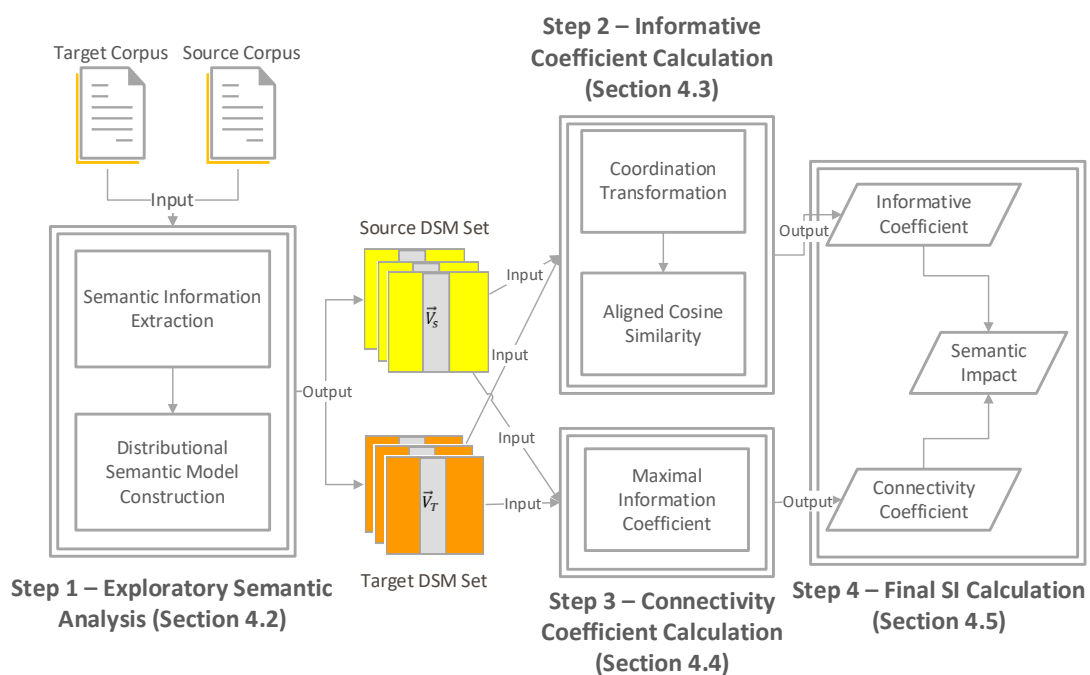 Target Corpus
Source Corpus
Input
Semantic Information
Extraction
Distributional
Semantic Model
Construction
Step 1 – Exploratory Semantic
Analysis (Section 4.2)
Output
Source DSM Set
V⃗s
V⃗T
Target DSM Set
Input
Input
Input
Input
Step 2 – Informative
Coefficient Calculation
(Section 4.3)
Coordination
Transformation
Aligned Cosine
Similarity
Maximal
Information
Coefficient
Step 3 – Connectivity
Coefficient Calculation
(Section 4.4)
Output
Output
Informative
Coefficient
Semantic
Impact
Connectivity
Coefficient
Step 4 – Final SI Calculation
(Section 4.5)